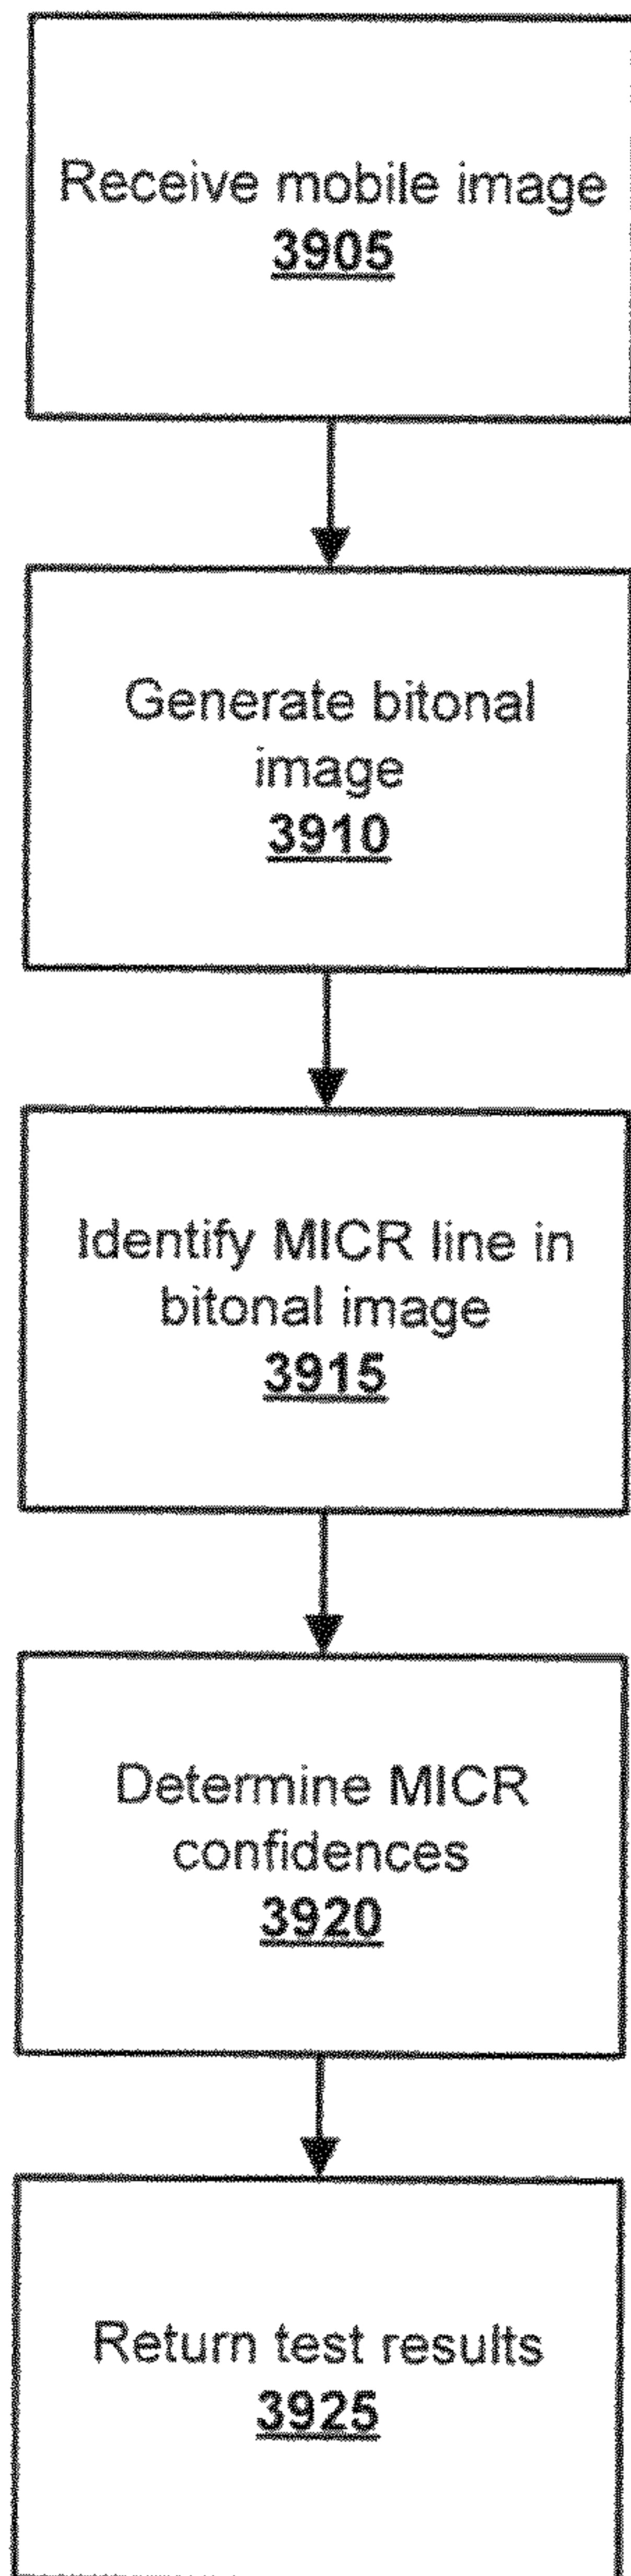 Receive mobile image
3905
Generate bitonal
image
3910
Identify MICR line in
bitonal image
3915
Determine MICR
confidences
3920
Return test results
3925